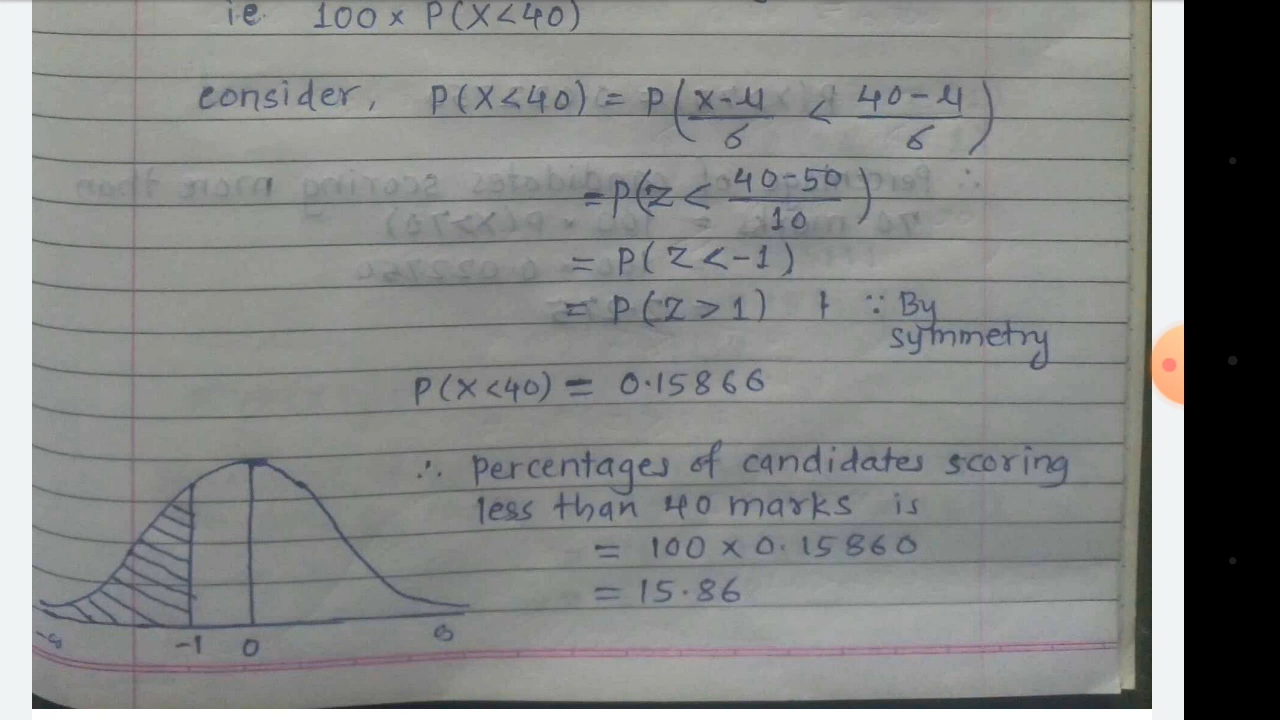 i.e. 100 × P(X<40)
consider, P(X<40) = P(X-μ/σ < 40-μ/σ)
= P(Z < 40-50/10)
= P(Z<-1)
= P(Z>1) ∵ By
symmetry
P(X<40) = 0.15866
∴ percentages of candidates scoring
less than 40 marks is
= 100 × 0.15860
= 15.86
-∞ -1 0 ∞